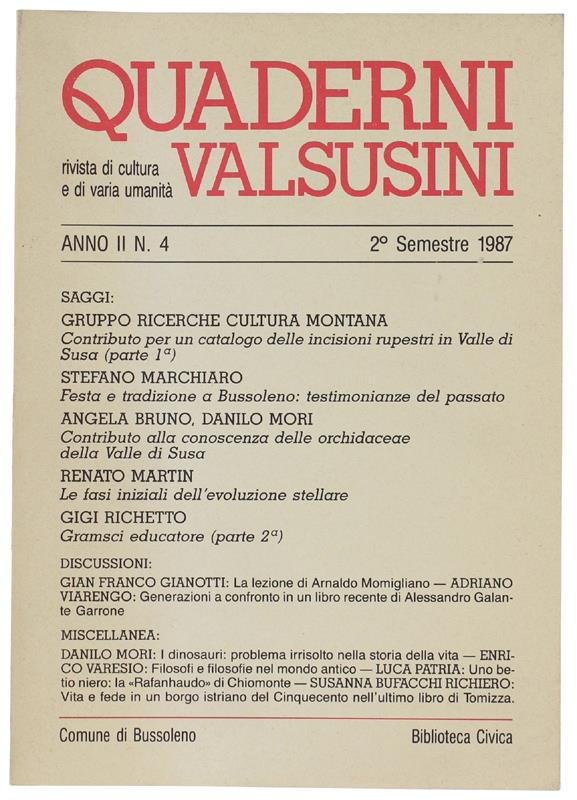 QUADERNI
rivista di cultura
e di varia umanità
VALSUSINI
ANNO II N. 4 2º Semestre 1987
SAGGI:
GRUPPO RICERCHE CULTURA MONTANA
Contributo per un catalogo delle incisioni rupestri in Valle di
Susa (parte 1ª)
STEFANO MARCHIARO
Festa e tradizione a Bussoleno: testimonianze del passato
ANGELA BRUNO, DANILO MORI
Contributo alla conoscenza delle orchidaceae
della Valle di Susa
RENATO MARTIN
Le fasi iniziali dell'evoluzione stellare
GIGI RICHETTO
Gramsci educatore (parte 2ª)
DISCUSSIONI:
GIAN FRANCO GIANOTTI: La lezione di Arnaldo Momigliano — ADRIANO
VIARENGO: Generazioni a confronto in un libro recente di Alessandro Galan-
te Garrone
MISCELLANEA:
DANILO MORI: I dinosauri: problema irrisolto nella storia della vita — ENRI-
CO VARESIO: Filosofi e filosofie nel mondo antico — LUCA PATRIA: Uno be-
tio niero: la «Rafanhaudo» di Chiomonte — SUSANNA BUFACCHI RICHIERO:
Vita e fede in un borgo istriano del Cinquecento nell'ultimo libro di Tomizza.
Comune di Bussoleno Biblioteca Civica